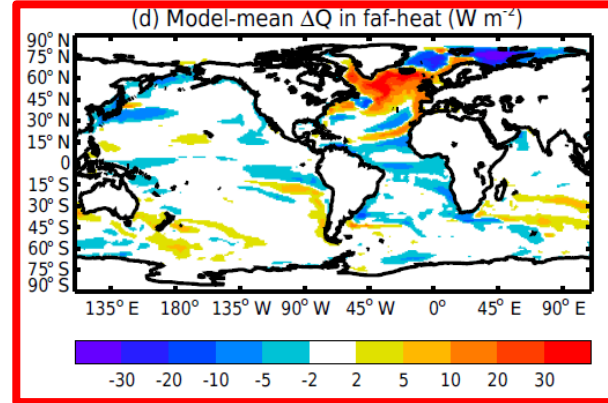 (d) Model-mean ΔQ in faf-heat (W m⁻²)
90° N
75° N
60° N
45° N
30° N
15° N
0
15° S
30° S
45° S
60° S
75° S
90° S
135° E 180° 135° W 90° W 45° W 0° 45° E 90° E
-30 -20 -10 -5 -2 2 5 10 20 30